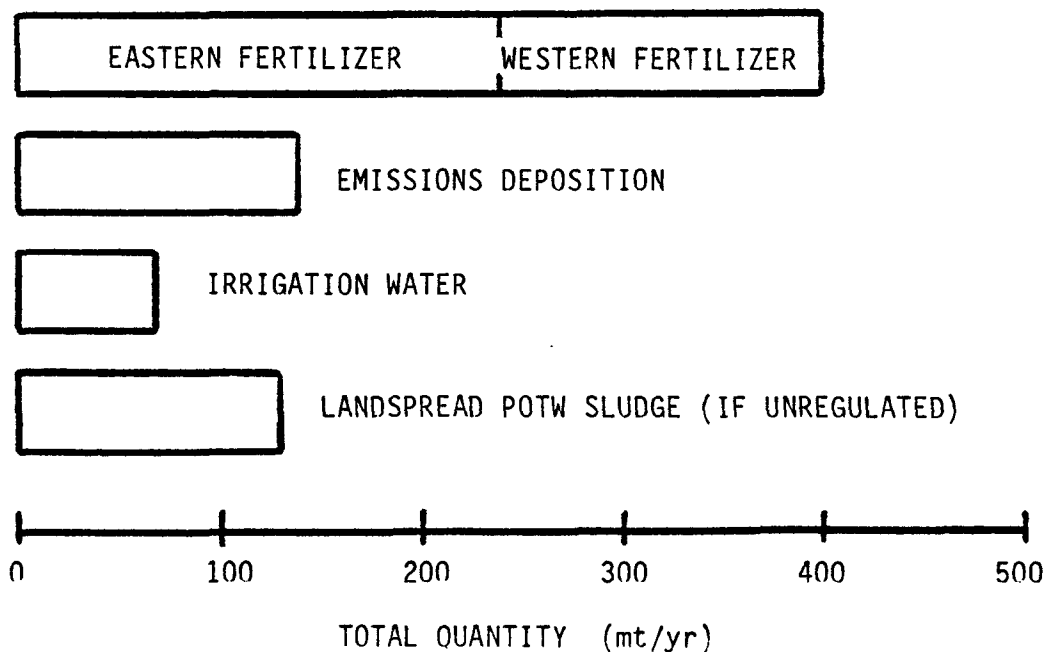 EASTERN FERTILIZER WESTERN FERTILIZER
EMISSIONS DEPOSITION
IRRIGATION WATER
LANDSPREAD POTW SLUDGE (IF UNREGULATED)
0 100 200 300 400 500
TOTAL QUANTITY (mt/yr)